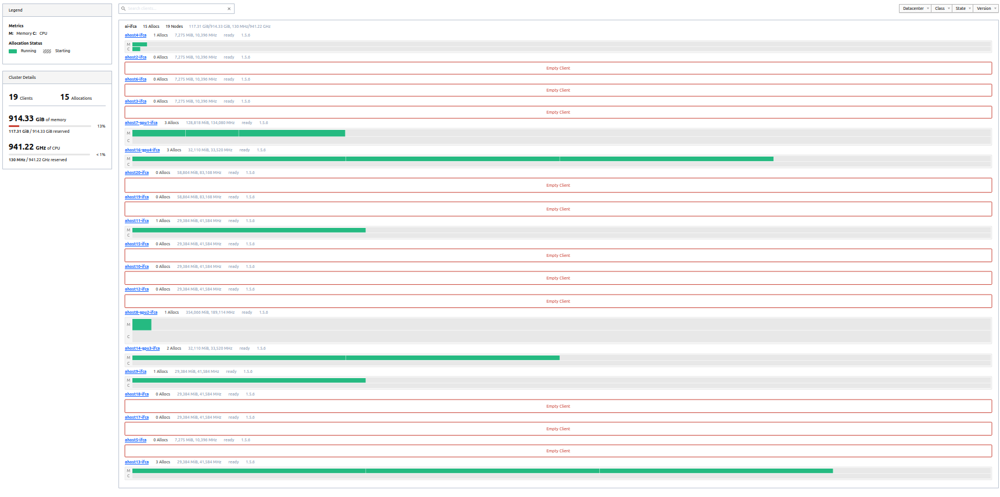 Legend
Metrics
M: Memory C: CPU
Allocation Status
Running Starting
Cluster Details
19 Clients 15 Allocations
914.33 GiB of memory
13%
117.31 GiB / 914.33 GiB reserved
941.22 GHz of CPU
< 1%
130 MHz / 941.22 GHz reserved
Search clients...
Datacenter Class State Version
ai-ifca 15 Allocs 19 Nodes 117.31 GiB/914.33 GiB, 130 MHz/941.22 GHz
ahost4-ifca 1 Allocs 7,275 MiB, 10,396 MHz ready 1.5.6
M
C
ahost2-ifca 0 Allocs 7,275 MiB, 10,396 MHz ready 1.5.6
Empty Client
ahost6-ifca 0 Allocs 7,275 MiB, 10,396 MHz ready 1.5.6
Empty Client
ahost3-ifca 0 Allocs 7,275 MiB, 10,396 MHz ready 1.5.6
Empty Client
ahost7-gpu1-ifca 3 Allocs 128,818 MiB, 134,080 MHz ready 1.5.6
M
C
ahost16-gpu4-ifca 3 Allocs 32,110 MiB, 33,520 MHz ready 1.5.6
M
C
ahost20-ifca 0 Allocs 58,864 MiB, 83,168 MHz ready 1.5.6
Empty Client
ahost19-ifca 0 Allocs 58,864 MiB, 83,168 MHz ready 1.5.6
Empty Client
ahost11-ifca 1 Allocs 29,384 MiB, 41,584 MHz ready 1.5.6
M
C
ahost15-ifca 0 Allocs 29,384 MiB, 41,584 MHz ready 1.5.6
Empty Client
ahost10-ifca 0 Allocs 29,384 MiB, 41,584 MHz ready 1.5.6
Empty Client
ahost12-ifca 0 Allocs 29,384 MiB, 41,584 MHz ready 1.5.6
Empty Client
ahost8-gpu2-ifca 1 Allocs 354,066 MiB, 189,114 MHz ready 1.5.6
M
C
ahost14-gpu3-ifca 2 Allocs 32,110 MiB, 33,520 MHz ready 1.5.6
M
C
ahost9-ifca 1 Allocs 29,384 MiB, 41,584 MHz ready 1.5.6
M
C
ahost18-ifca 0 Allocs 29,384 MiB, 41,584 MHz ready 1.5.6
Empty Client
ahost17-ifca 0 Allocs 29,384 MiB, 41,584 MHz ready 1.5.6
Empty Client
ahost5-ifca 0 Allocs 7,275 MiB, 10,396 MHz ready 1.5.6
Empty Client
ahost13-ifca 3 Allocs 29,384 MiB, 41,584 MHz ready 1.5.6
M
C